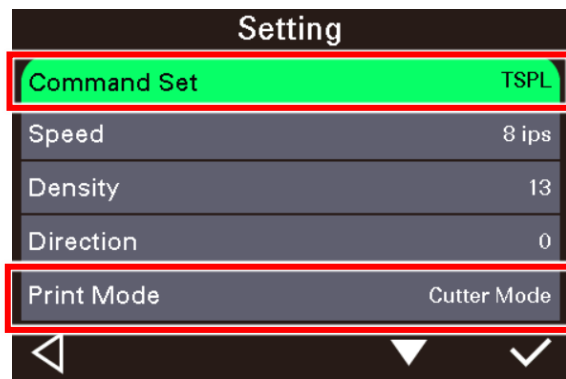 Setting
Command Set TSPL
Speed 8 ips
Density 13
Direction 0
Print Mode Cutter Mode